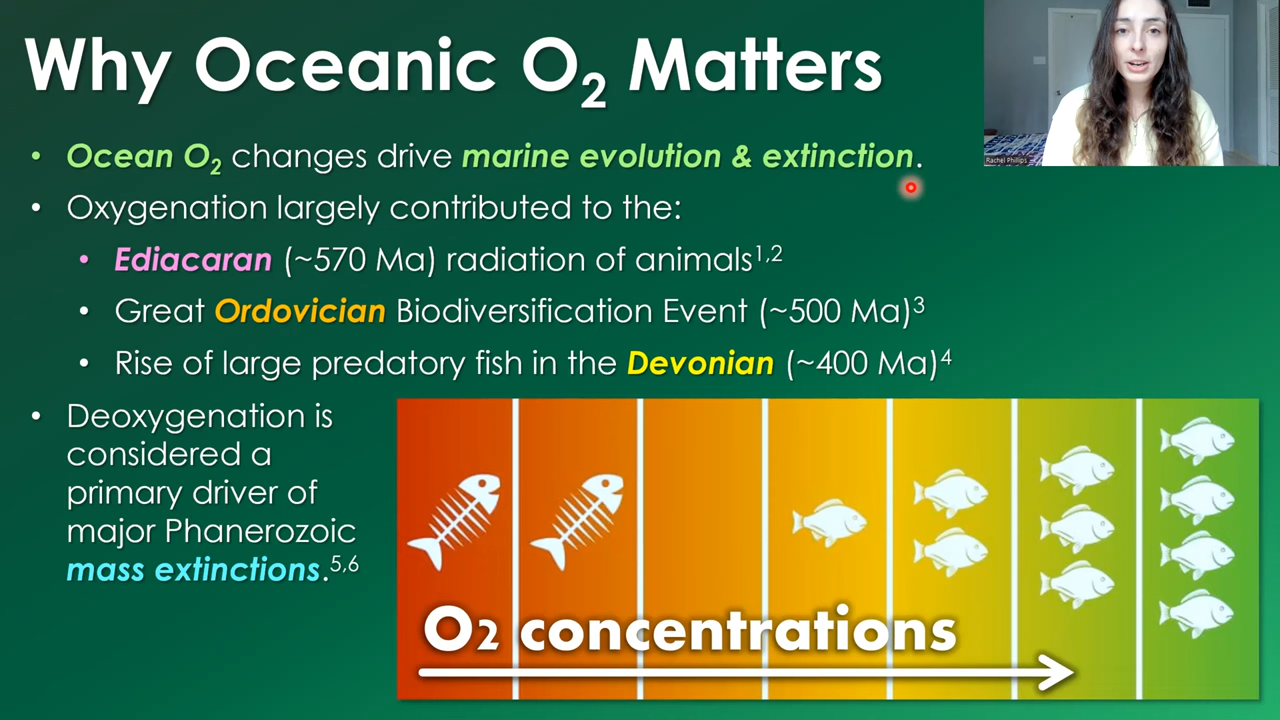 Why Oceanic O₂ Matters
Rachel Phillips
• Ocean O₂ changes drive marine evolution & extinction.
• Oxygenation largely contributed to the:
• Ediacaran (~570 Ma) radiation of animals¹,²
• Great Ordovician Biodiversification Event (~500 Ma)³
• Rise of large predatory fish in the Devonian (~400 Ma)⁴
• Deoxygenation is
considered a
primary driver of
major Phanerozoic
mass extinctions.⁵,⁶
O2 concentrations